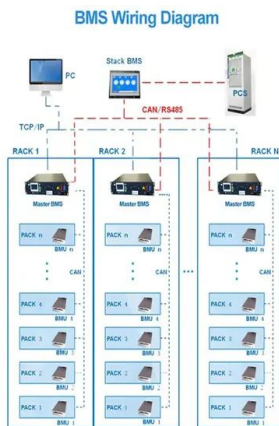 BMS Wiring Diagram
PC
Stack BMS
PCS
CAN/RS485
TCP/IP
RACK 1
RACK 2
RACK N
Master BMS
Master BMS
Master BMS
PACK n
PACK n
PACK n
BMU n
BMU n
BMU n
CAN
CAN
CAN
PACK 4
PACK 4
PACK 4
BMU 4
BMU 4
BMU 4
PACK 3
PACK 3
PACK 3
BMU 3
BMU 3
BMU 3
PACK 2
PACK 2
PACK 2
BMU 2
BMU 2
BMU 2
PACK 1
PACK 1
PACK 1
BMU 1
BMU 1
BMU 1